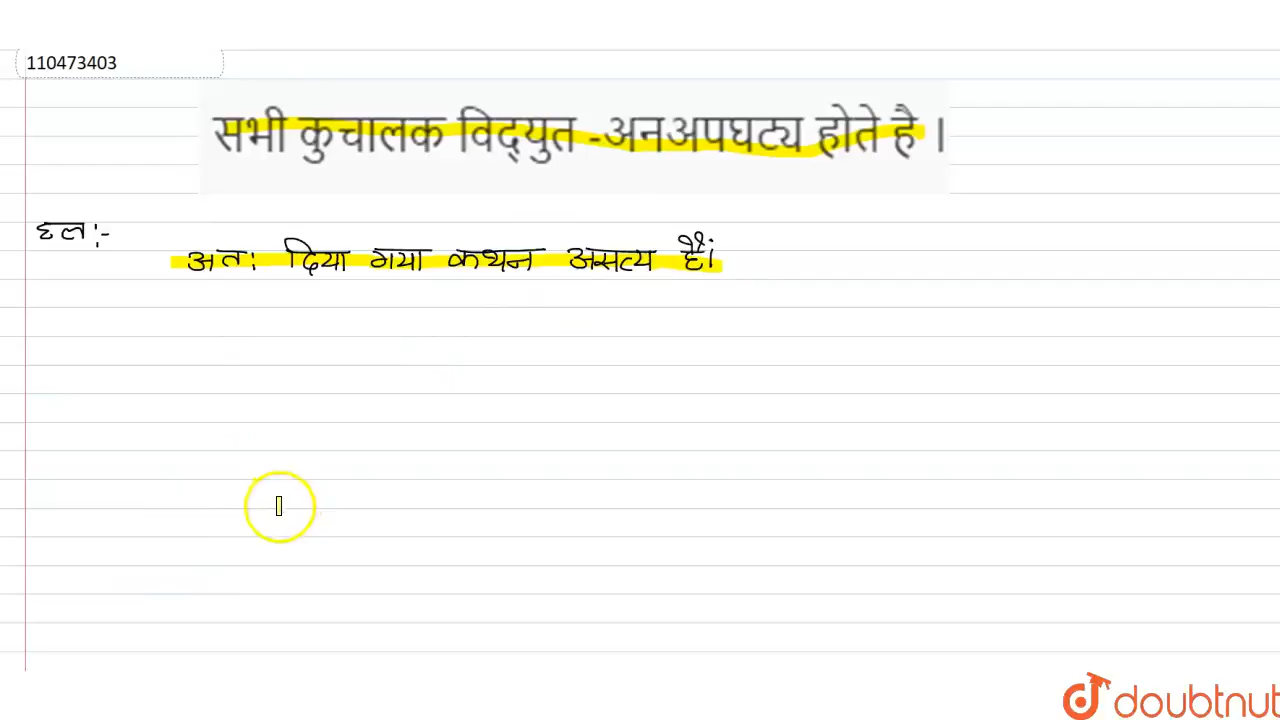 110473403
सभी कुचालक विद्युत -अनअपघट्य होते है ।
हल:-
अतः दिया गया कथन असत्य हैं।
doubtnut